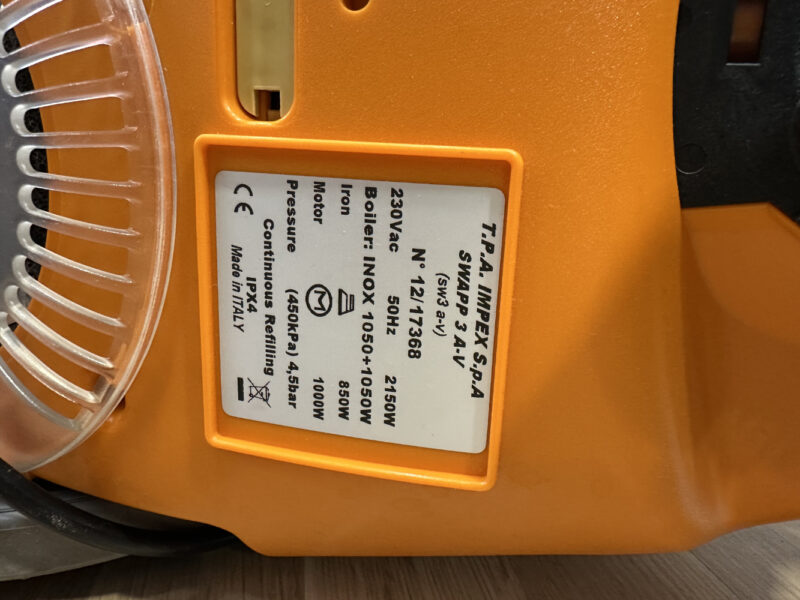 T.P.A. IMPEX S.p.A
SWAPP 3 A-V
(sw3 a-v)
N° 12/17368
230Vac 50Hz 2150W
Boiler: INOX 1050+1050W
Iron 850W
Motor M 1000W
Pressure (450kPa) 4,5bar
Continuous Refilling
CE IPX4
Made in ITALY